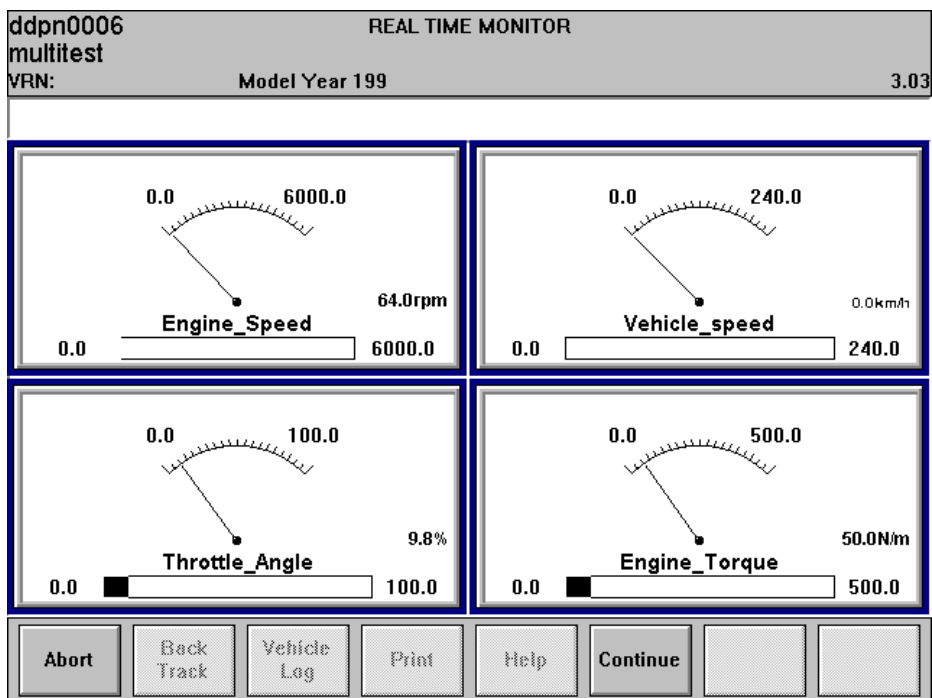 ddpn0006 REAL TIME MONITOR
multitest
VRN: Model Year 199 3.03
0.0 6000.0
64.0rpm
Engine_Speed
0.0 6000.0
0.0 240.0
0.0km/h
Vehicle_speed
0.0 240.0
0.0 100.0
9.8%
Throttle_Angle
0.0 100.0
0.0 500.0
50.0N/m
Engine_Torque
0.0 500.0
Abort
Back
Track
Vehicle
Log
Print
Help
Continue